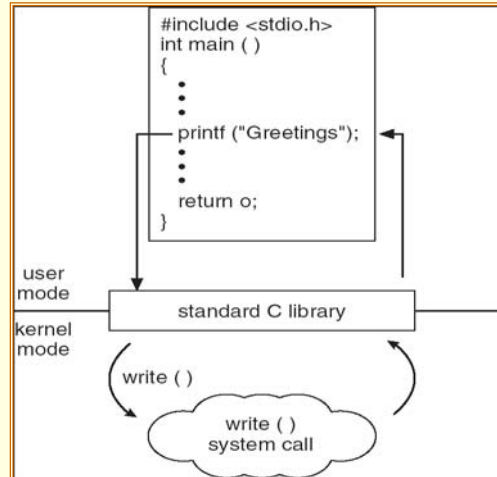 #include <stdio.h>
int main ( )
{
printf ("Greetings");
return o;
}
user
mode
standard C library
kernel
mode
write ( )
write ( )
system call